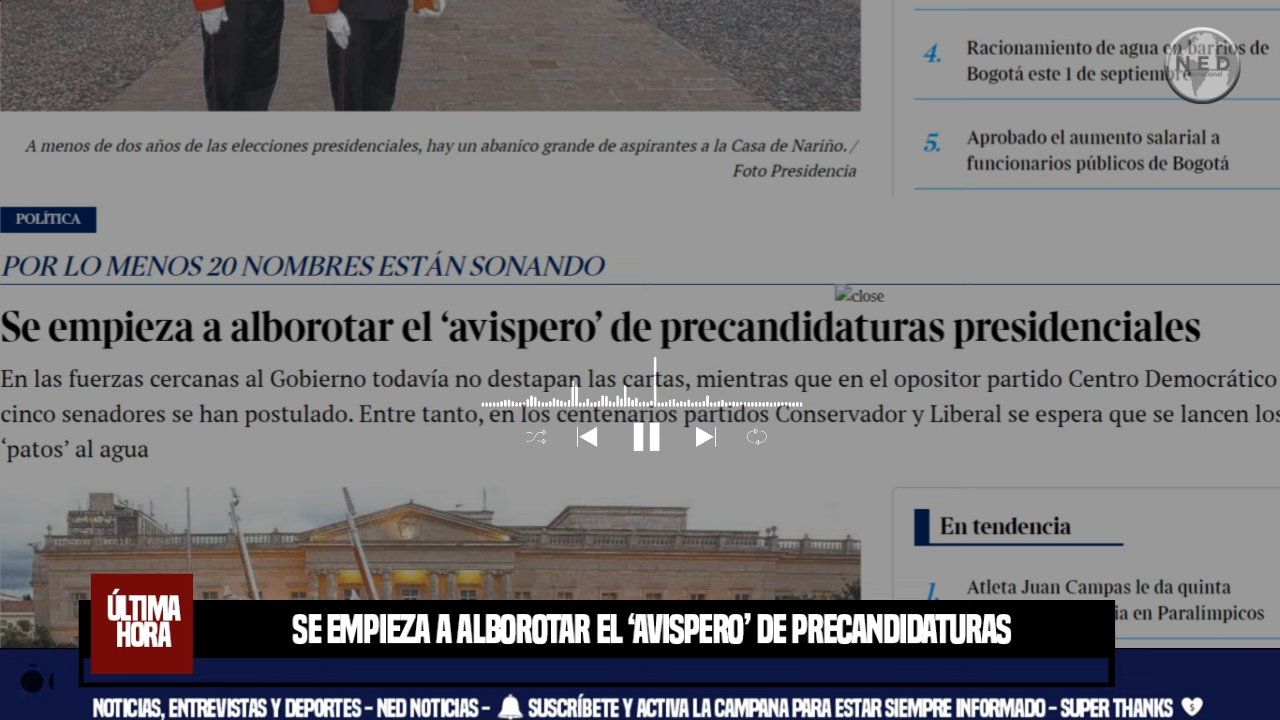 4. Racionamiento de agua en barrios de
Bogotá este 1 de septiembre
NED
5. Aprobado el aumento salarial a
funcionarios públicos de Bogotá
A menos de dos años de las elecciones presidenciales, hay un abanico grande de aspirantes a la Casa de Nariño. /
Foto Presidencia
POLÍTICA
POR LO MENOS 20 NOMBRES ESTÁN SONANDO
close
Se empieza a alborotar el ‘avispero’ de precandidaturas presidenciales
En las fuerzas cercanas al Gobierno todavía no destapan las cartas, mientras que en el opositor partido Centro Democrático
cinco senadores se han postulado. Entre tanto, en los centenarios partidos Conservador y Liberal se espera que se lancen los
‘patos’ al agua
En tendencia
1. Atleta Juan Campas le da quinta
en Paralímpicos
ÚLTIMA
HORA
SE EMPIEZA A ALBOROTAR EL ‘AVISPERO’ DE PRECANDIDATURAS
NOTICIAS, ENTREVISTAS Y DEPORTES - NED NOTICIAS - SUSCRÍBETE Y ACTIVA LA CAMPANA PARA ESTAR SIEMPRE INFORMADO - SUPER THANKS